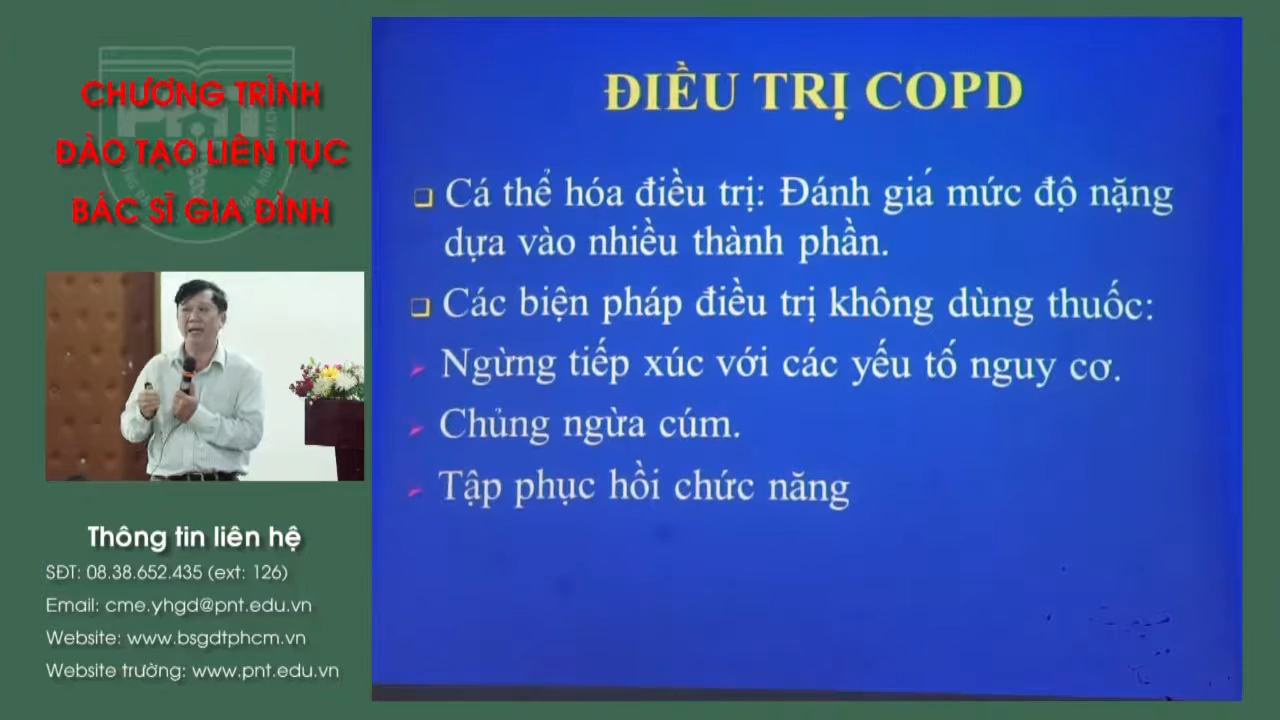 CHƯƠNG TRÌNH
ĐÀO TẠO LIÊN TỤC
BÁC SĨ GIA ĐÌNH
Thông tin liên hệ
SĐT: 08.38.652.435 (ext: 126)
Email: cme.yhgd@pnt.edu.vn
Website: www.bsgdtphcm.vn
Website trường: www.pnt.edu.vn
ĐIỀU TRỊ COPD
Cá thể hóa điều trị: Đánh giá mức độ nặng
dựa vào nhiều thành phần.
Các biện pháp điều trị không dùng thuốc:
Ngừng tiếp xúc với các yếu tố nguy cơ.
Chủng ngừa cúm.
Tập phục hồi chức năng